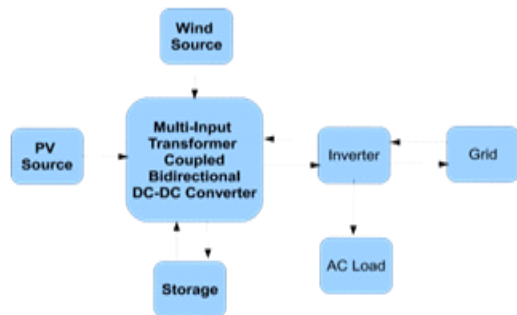 Wind
Source
PV
Source
Multi-Input
Transformer
Coupled
Bidirectional
DC-DC Converter
Inverter
Grid
Storage
AC Load